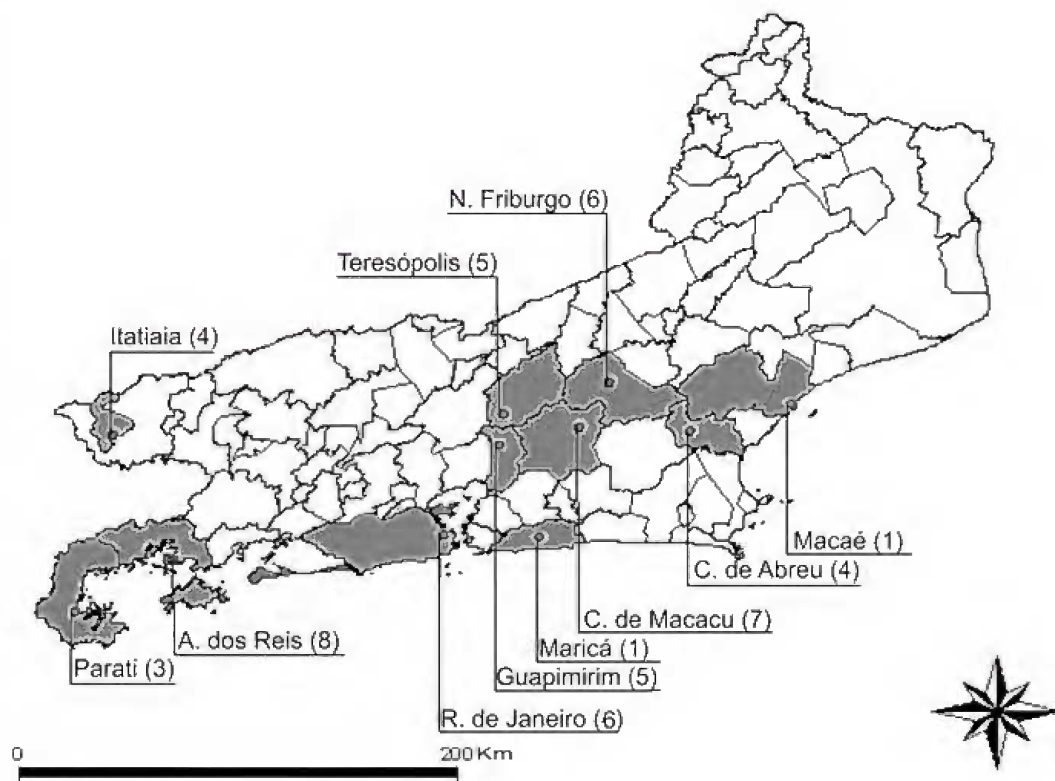 N. Friburgo (6)
Teresópolis (5)
Itatiaia (4)
Macaé (1)
C. de Abreu (4)
C. de Macacu (7)
A. dos Reis (8)
Maricá (1)
Parati (3)
Guapimirim (5)
R. de Janeiro (6)
0 200 Km